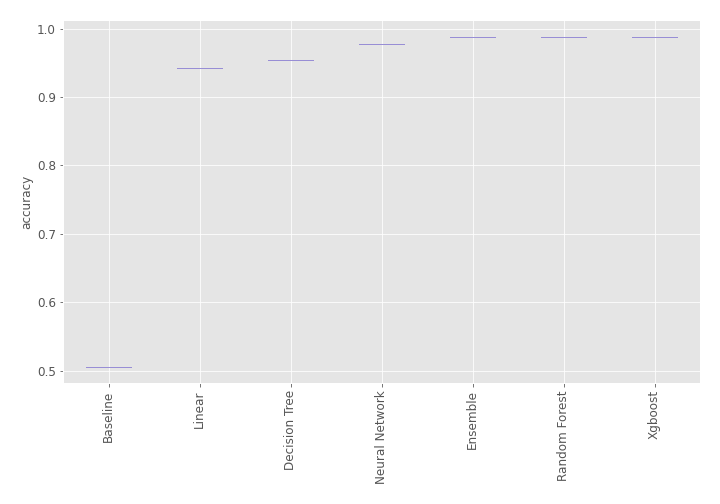 1.0
0.9
0.8
0.7
0.6
0.5
accuracy
Baseline
Linear
Decision Tree
Neural Network
Ensemble
Random Forest
Xgboost